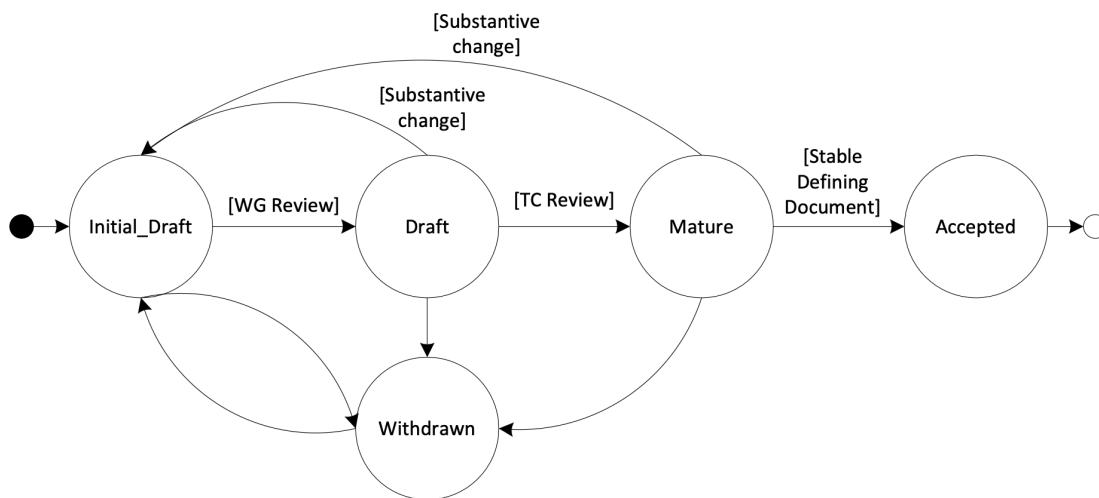 [Substantive
change]
[Substantive
change]
[Stable
Defining
Document]
[WG Review]
[TC Review]
Initial_Draft
Draft
Mature
Accepted
Withdrawn